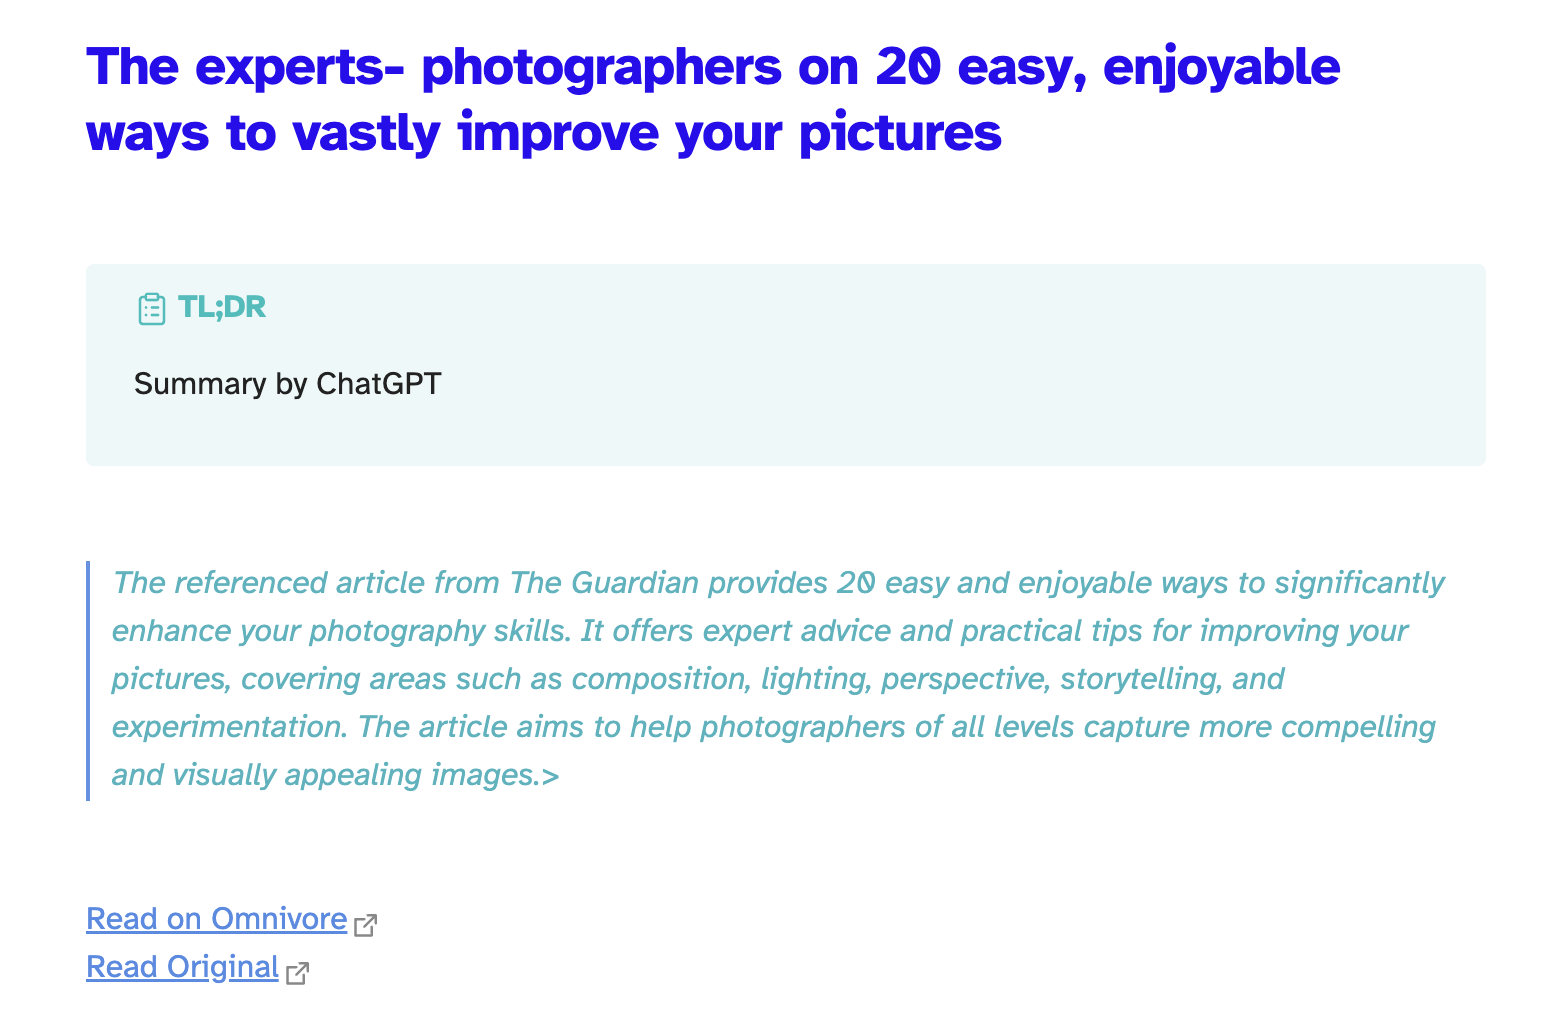 The experts- photographers on 20 easy, enjoyable
ways to vastly improve your pictures
TL;DR
Summary by ChatGPT
The referenced article from The Guardian provides 20 easy and enjoyable ways to significantly
enhance your photography skills. It offers expert advice and practical tips for improving your
pictures, covering areas such as composition, lighting, perspective, storytelling, and
experimentation. The article aims to help photographers of all levels capture more compelling
and visually appealing images.>
Read on Omnivore
Read Original